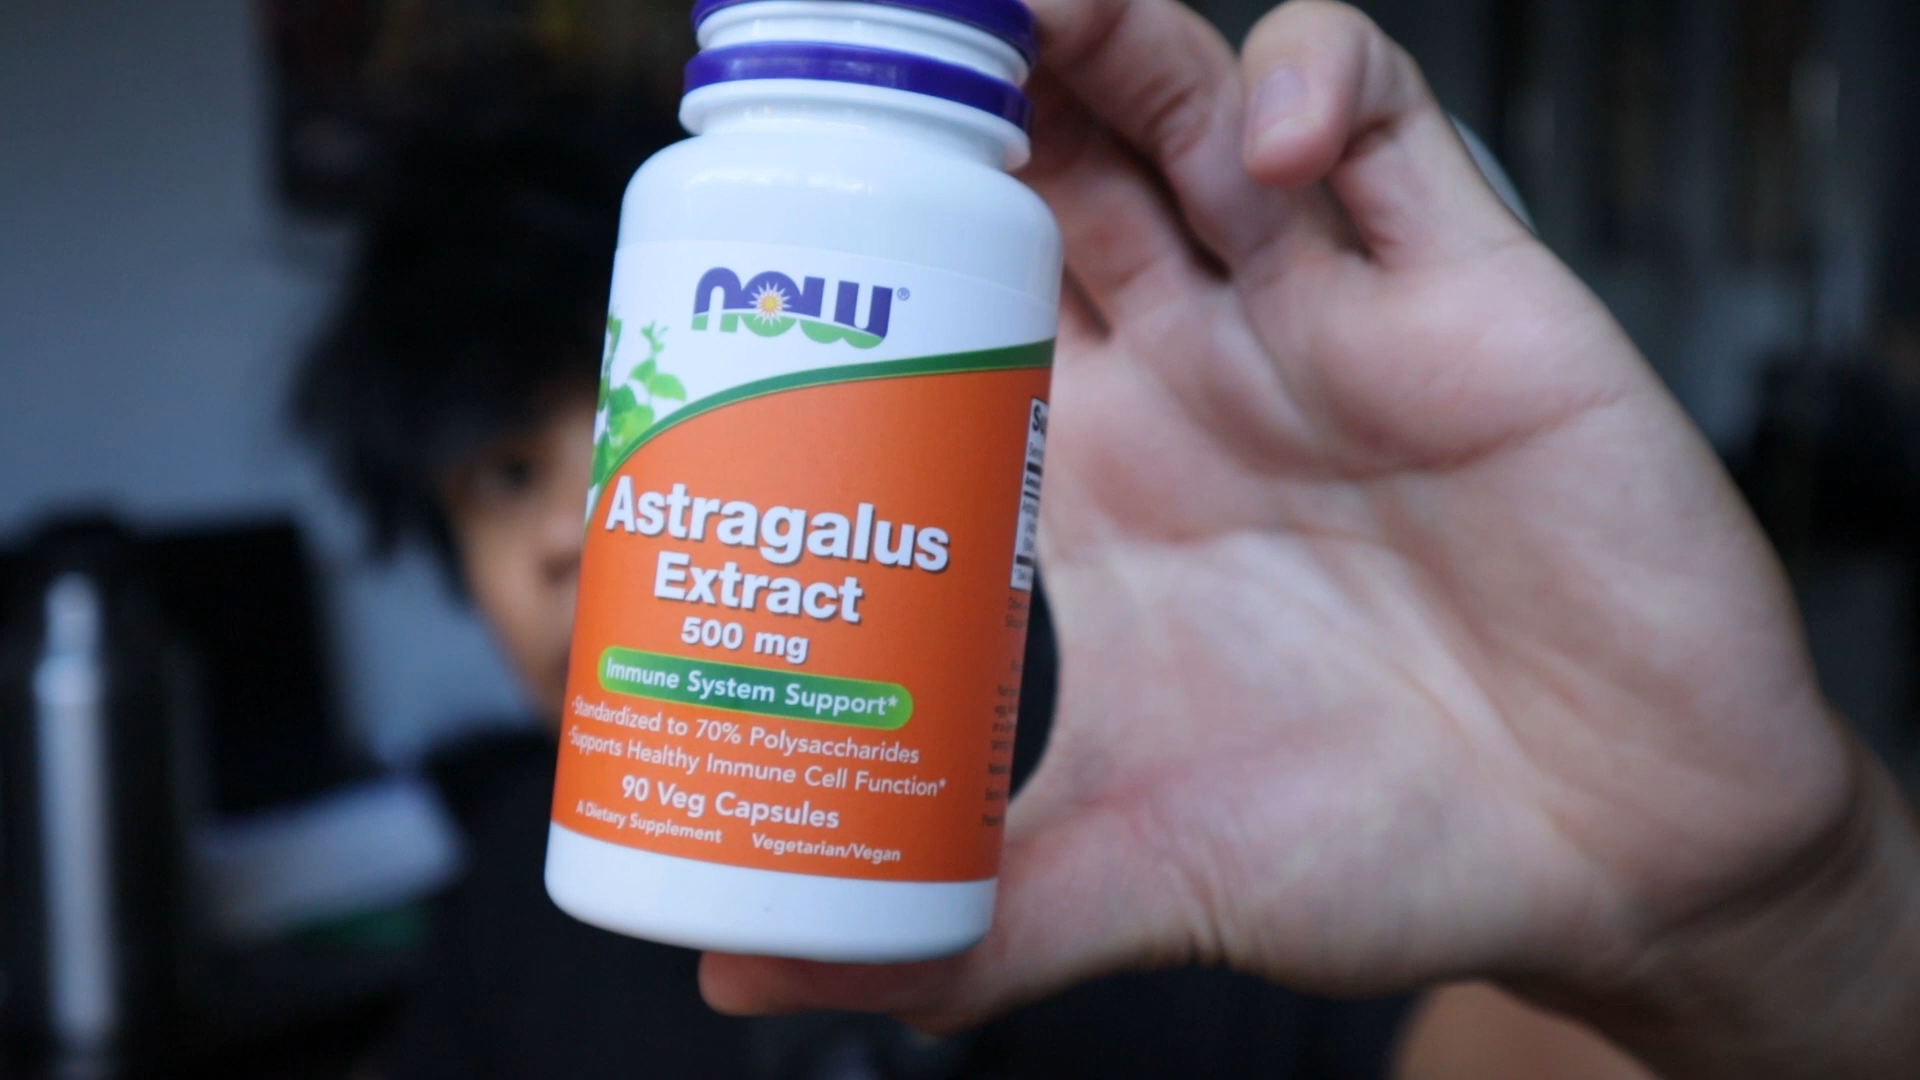 NOW®
Astragalus
Extract
500 mg
Immune System Support*
•Standardized to 70% Polysaccharides
•Supports Healthy Immune Cell Function*
90 Veg Capsules
A Dietary Supplement Vegetarian/Vegan